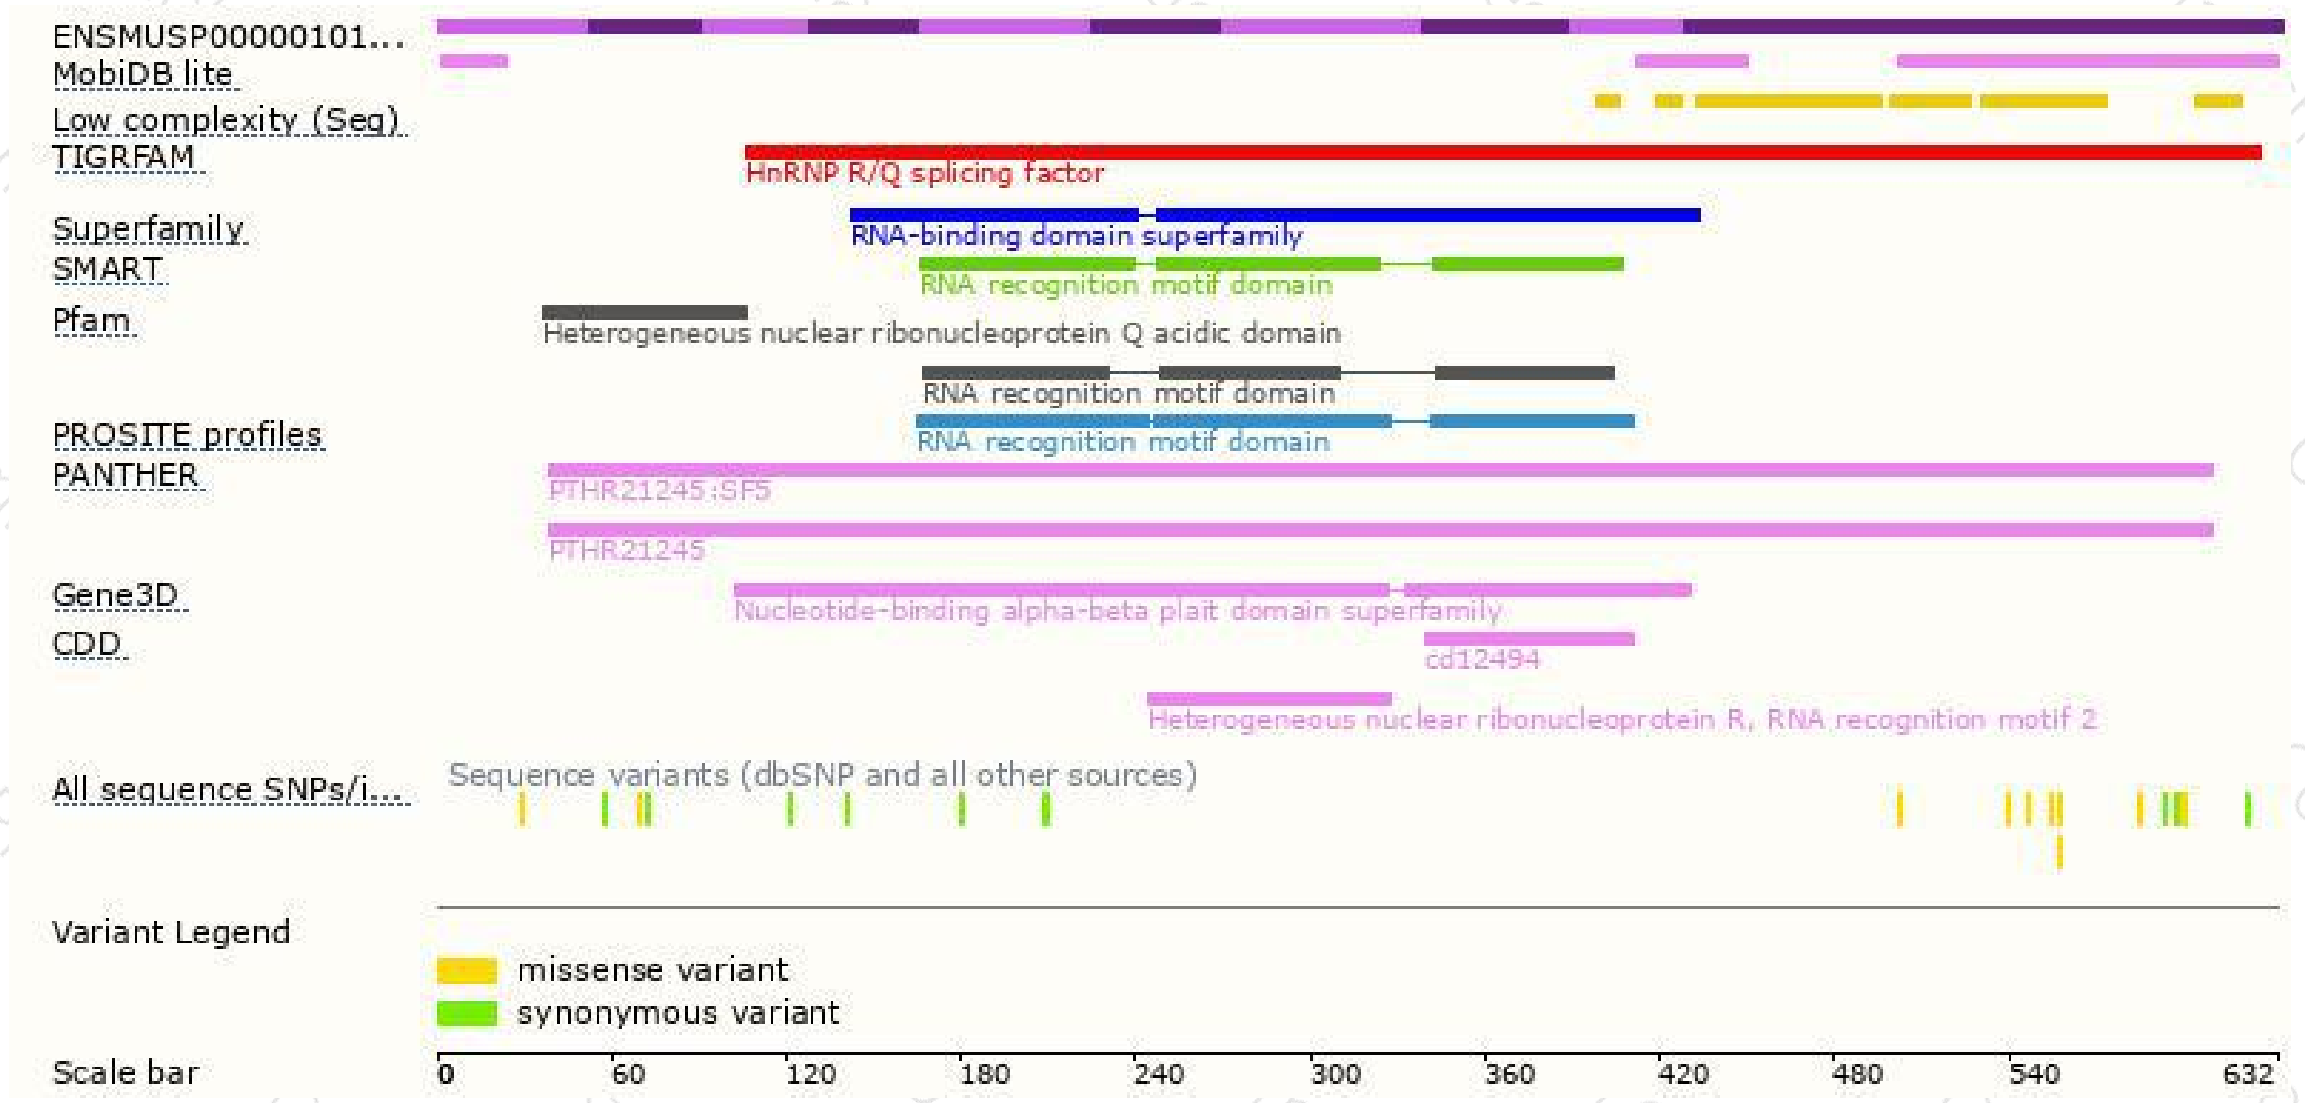 ENSMUSP00000101...
MobiDB lite
Low complexity (Seg)
TIGRFAM
HnRNP R/Q splicing factor
Superfamily
RNA-binding domain superfamily
SMART
RNA recognition motif domain
Pfam
Heterogeneous nuclear ribonucleoprotein Q acidic domain
RNA recognition motif domain
PROSITE profiles
RNA recognition motif domain
PANTHER
PTHR21245:SF5
PTHR21245
Gene3D
Nucleotide-binding alpha-beta plait domain superfamily
CDD
cd12494
Heterogeneous nuclear ribonucleoprotein R, RNA recognition motif 2
All sequence SNPs/i...
Sequence variants (dbSNP and all other sources)
Variant Legend
missense variant
synonymous variant
Scale bar
0 60 120 180 240 300 360 420 480 540 632